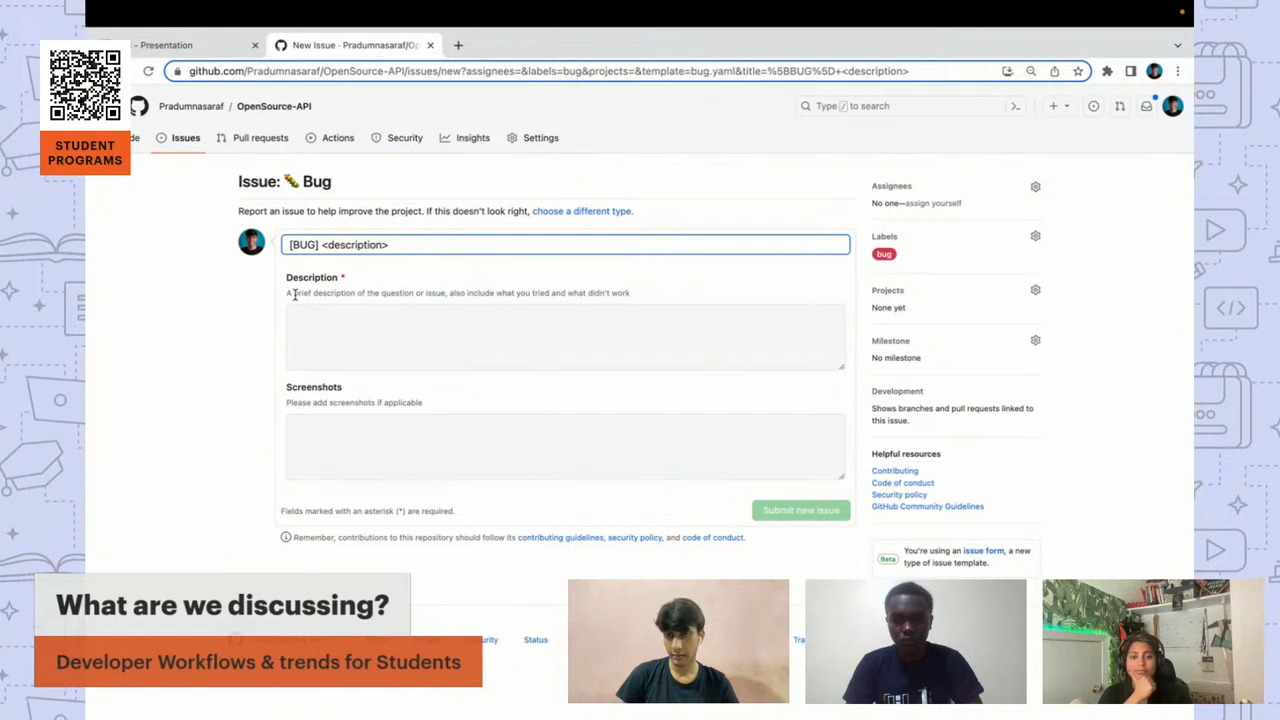 - Presentation
New Issue · Pradumnasaraf/Op
github.com/Pradumnasaraf/OpenSource-API/issues/new?assignees=&labels=bug&projects=&template=bug.yaml&title=%5BBUG%5D+<description>
STUDENT
PROGRAMS
Pradumnasaraf / OpenSource-API
Type / to search
de
Issues
Pull requests
Actions
Security
Insights
Settings
Issue: 🐛 Bug
Report an issue to help improve the project. If this doesn't look right, choose a different type.
[BUG] <description>
Description *
A brief description of the question or issue, also include what you tried and what didn't work
Screenshots
Please add screenshots if applicable
Fields marked with an asterisk (*) are required.
Submit new issue
Remember, contributions to this repository should follow its contributing guidelines, security policy, and code of conduct.
Assignees
No one—assign yourself
Labels
bug
Projects
None yet
Milestone
No milestone
Development
Shows branches and pull requests linked to
this issue.
Helpful resources
Contributing
Code of conduct
Security policy
GitHub Community Guidelines
Beta
You're using an issue form, a new
type of issue template.
What are we discussing?
Developer Workflows & trends for Students
urity
Status
Tra